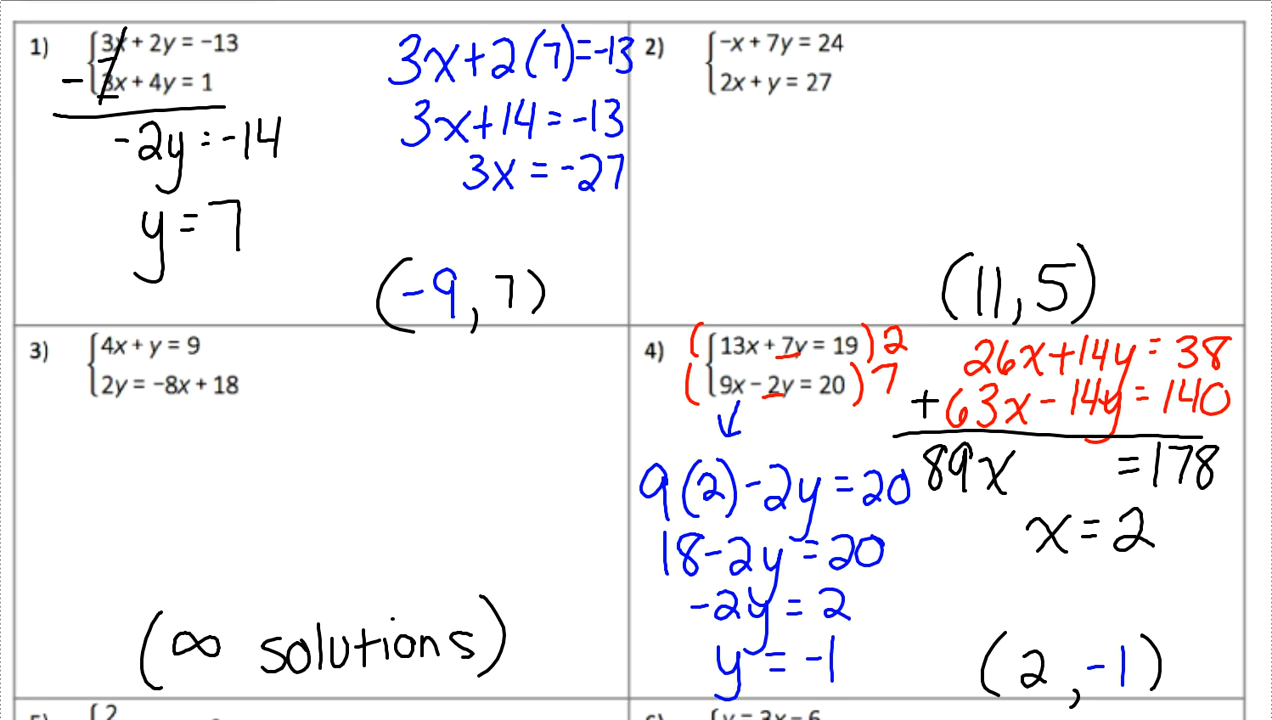 1) 3x + 2y = −13
− 3x + 4y = 1
-2y = -14
y = 7
3x+2(7)=-13
3x+14=-13
3x = -27
(-9, 7)
2) −x + 7y = 24
2x + y = 27
(11, 5)
3) 4x + y = 9
2y = −8x + 18
(∞ solutions)
4) (13x + 7y = 19)2
(9x − 2y = 20)7
26x+14y=38
+63x-14y=140
89x =178
x=2
9(2)-2y=20
18-2y=20
-2y=2
y=-1
(2,-1)